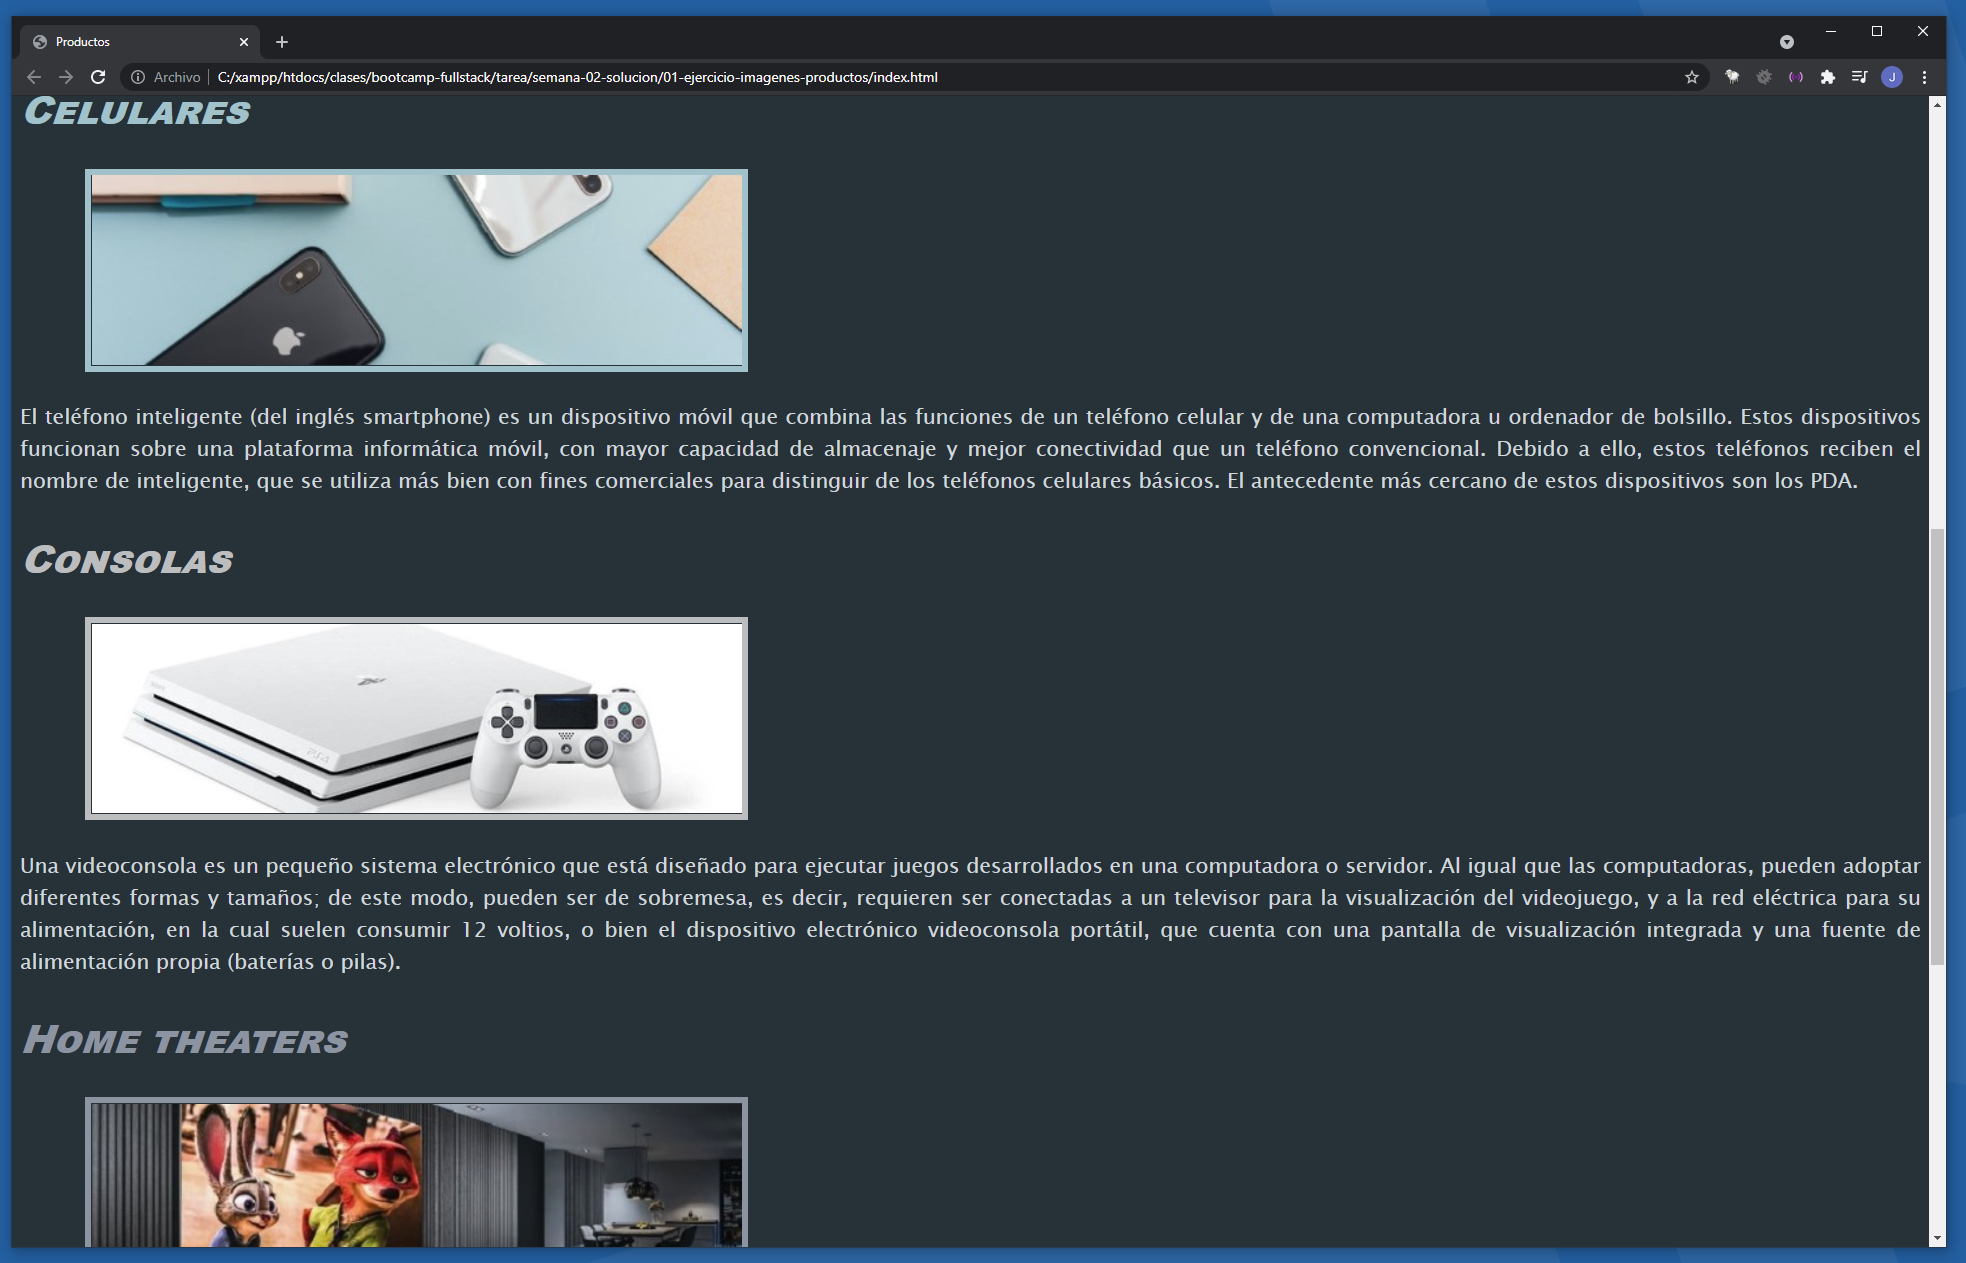 Productos
Archivo
C:/xampp/htdocs/clases/bootcamp-fullstack/tarea/semana-02-solucion/01-ejercicio-imagenes-productos/index.html
J
Celulares
El teléfono inteligente (del inglés smartphone) es un dispositivo móvil que combina las funciones de un teléfono celular y de una computadora u ordenador de bolsillo. Estos dispositivos
funcionan sobre una plataforma informática móvil, con mayor capacidad de almacenaje y mejor conectividad que un teléfono convencional. Debido a ello, estos teléfonos reciben el
nombre de inteligente, que se utiliza más bien con fines comerciales para distinguir de los teléfonos celulares básicos. El antecedente más cercano de estos dispositivos son los PDA.
Consolas
PS4
Una videoconsola es un pequeño sistema electrónico que está diseñado para ejecutar juegos desarrollados en una computadora o servidor. Al igual que las computadoras, pueden adoptar
diferentes formas y tamaños; de este modo, pueden ser de sobremesa, es decir, requieren ser conectadas a un televisor para la visualización del videojuego, y a la red eléctrica para su
alimentación, en la cual suelen consumir 12 voltios, o bien el dispositivo electrónico videoconsola portátil, que cuenta con una pantalla de visualización integrada y una fuente de
alimentación propia (baterías o pilas).
Home theaters